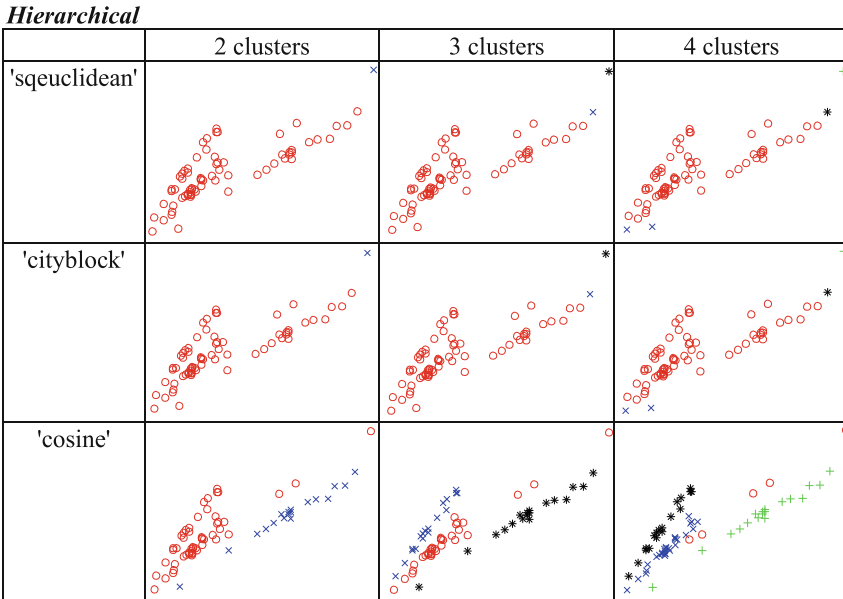 Hierarchical
2 clusters 3 clusters 4 clusters
'sqeuclidean'
'cityblock'
'cosine'